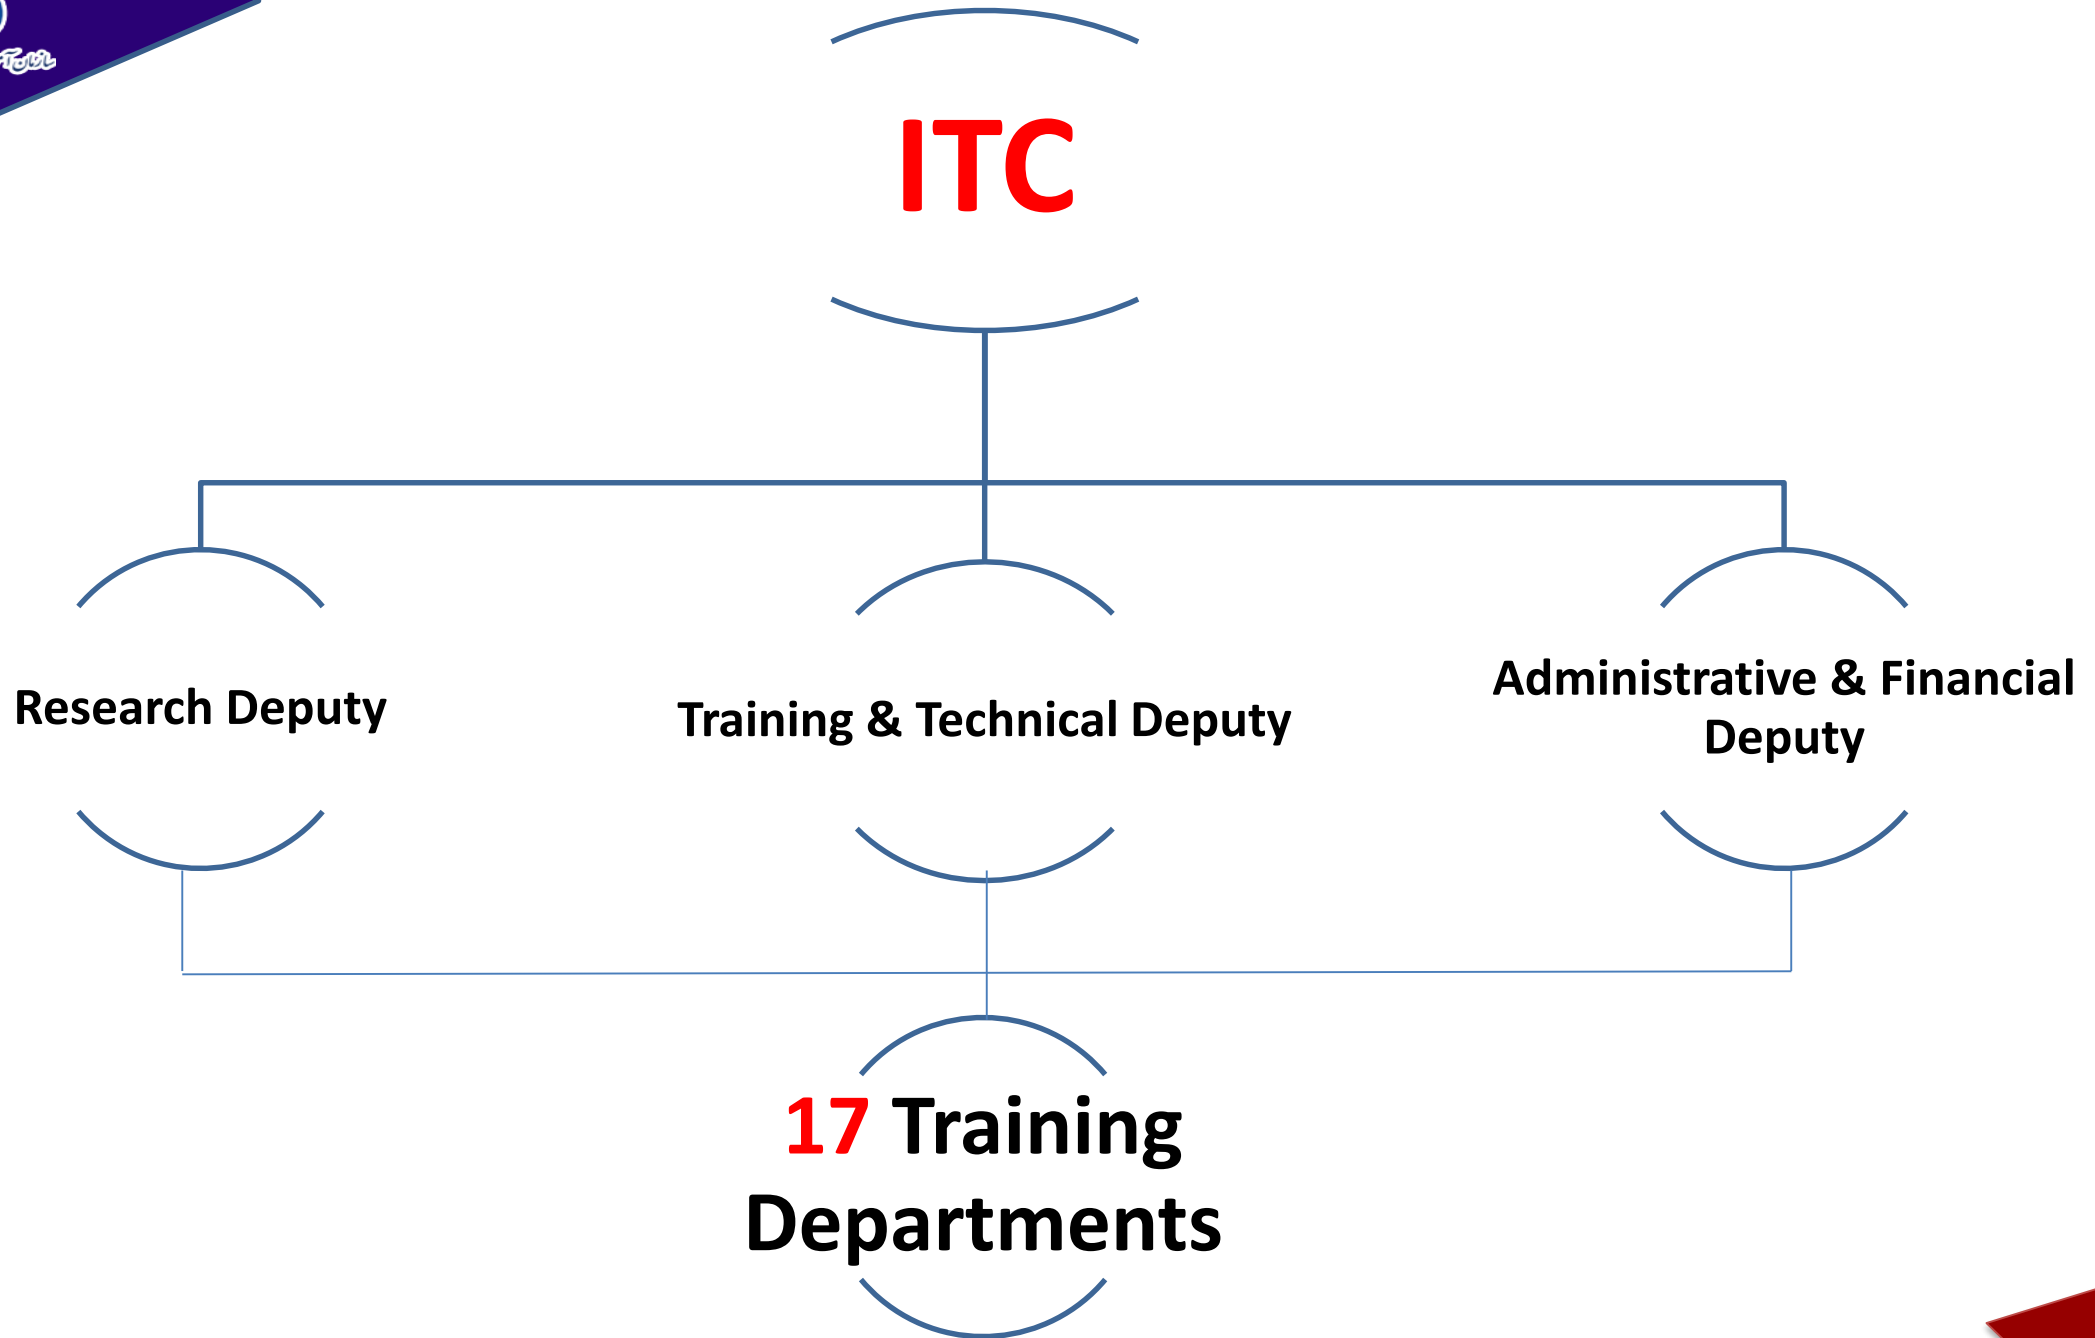 ITC
Research Deputy
Training & Technical Deputy
Administrative & Financial
Deputy
17 Training
Departments